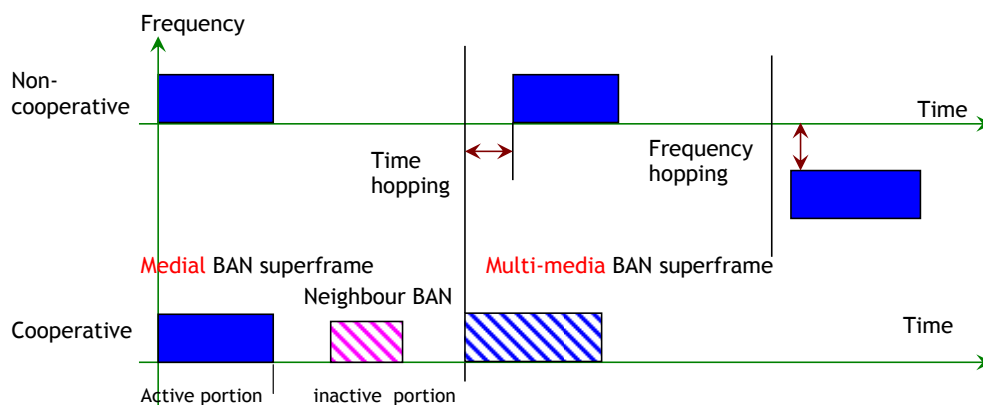 Frequency
Non-
cooperative
Time
Time
hopping
Frequency
hopping
Medial BAN superframe
Multi-media BAN superframe
Neighbour BAN
Cooperative
Time
Active portion
inactive portion